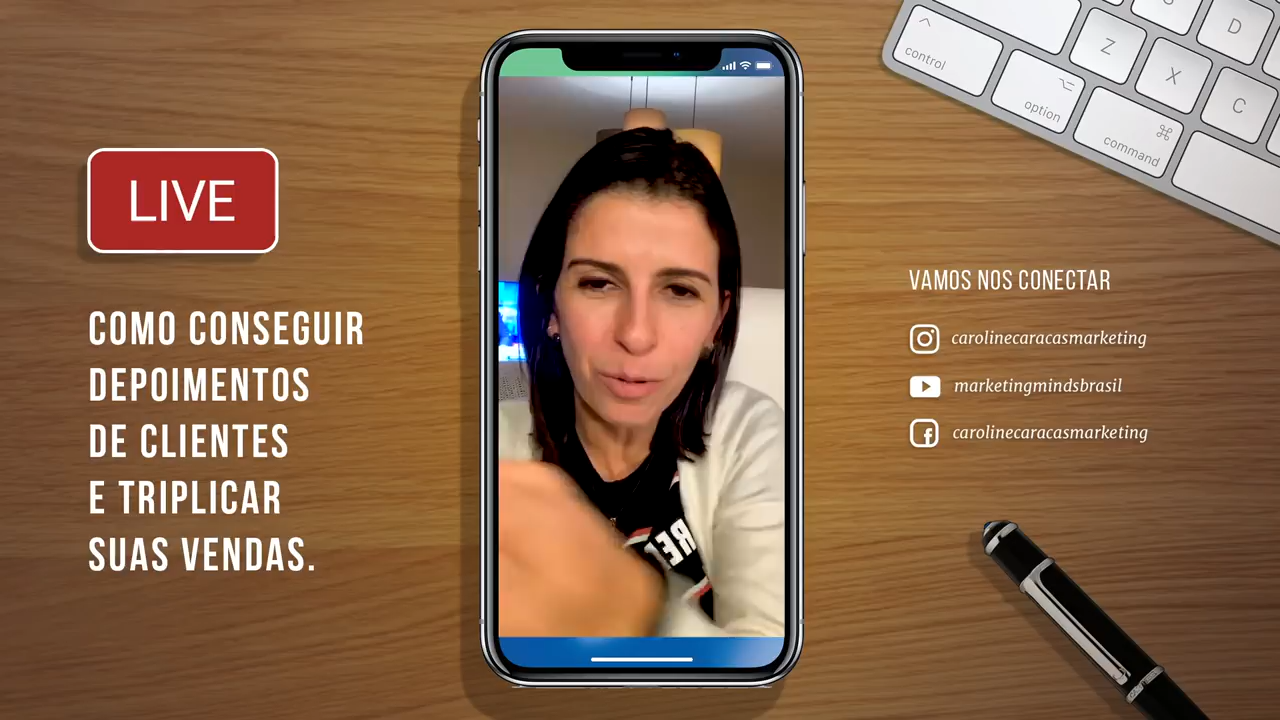 LIVE
COMO CONSEGUIR
DEPOIMENTOS
DE CLIENTES
E TRIPLICAR
SUAS VENDAS.
VAMOS NOS CONECTAR
carolinecaracasmarketing
marketingmindsbrasil
carolinecaracasmarketing
control
option
command
Z
X
C
S
D